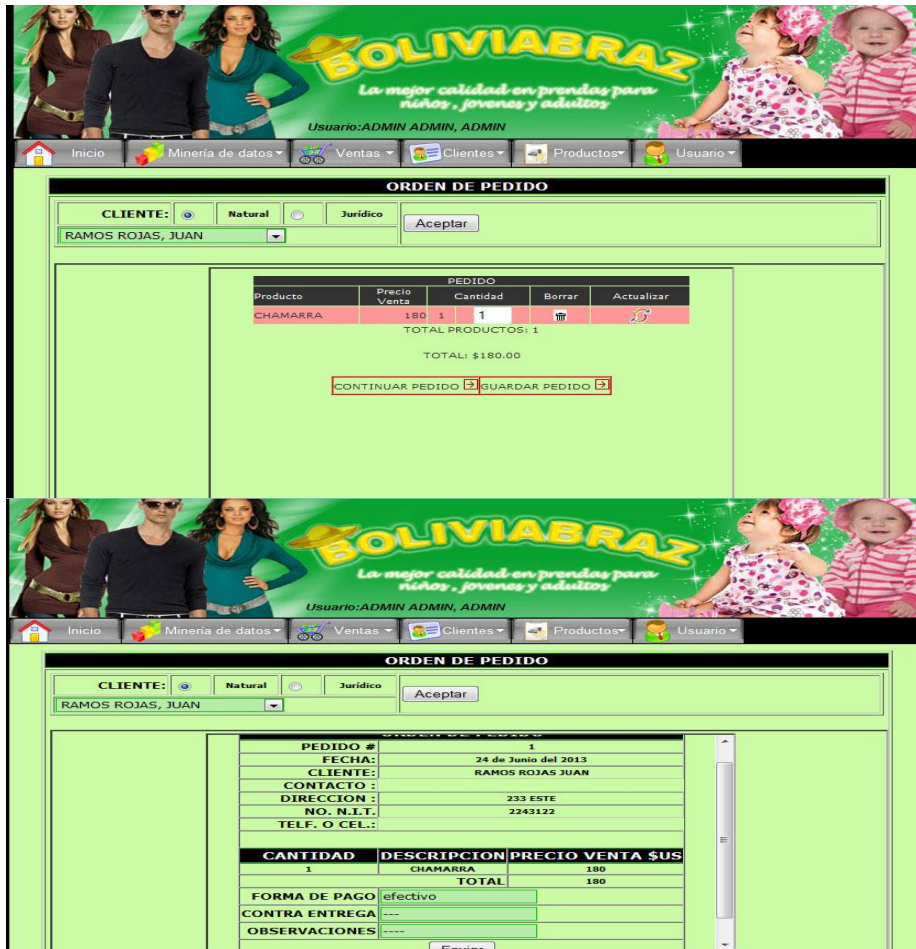 BOLIVIABRAZ
La mejor calidad en prendas para
niños, jovenes y adultos
Usuario:ADMIN ADMIN, ADMIN
Inicio Minería de datos Ventas Clientes Productos Usuario
ORDEN DE PEDIDO
CLIENTE: Natural Jurídico Aceptar
RAMOS ROJAS, JUAN
PEDIDO
Producto Precio Venta Cantidad Borrar Actualizar
CHAMARRA 180 1 1
TOTAL PRODUCTOS: 1
TOTAL: $180.00
CONTINUAR PEDIDO GUARDAR PEDIDO
BOLIVIABRAZ
La mejor calidad en prendas para
niños, jovenes y adultos
Usuario:ADMIN ADMIN, ADMIN
Inicio Minería de datos Ventas Clientes Productos Usuario
ORDEN DE PEDIDO
CLIENTE: Natural Jurídico Aceptar
RAMOS ROJAS, JUAN
ORDEN DE PEDIDO
PEDIDO # 1
FECHA: 24 de Junio del 2013
CLIENTE: RAMOS ROJAS JUAN
CONTACTO :
DIRECCION : 233 ESTE
NO. N.I.T. 2243122
TELF. O CEL.:
CANTIDAD DESCRIPCION PRECIO VENTA $US
1 CHAMARRA 180
TOTAL 180
FORMA DE PAGO efectivo
CONTRA ENTREGA ---
OBSERVACIONES ----
Enviar